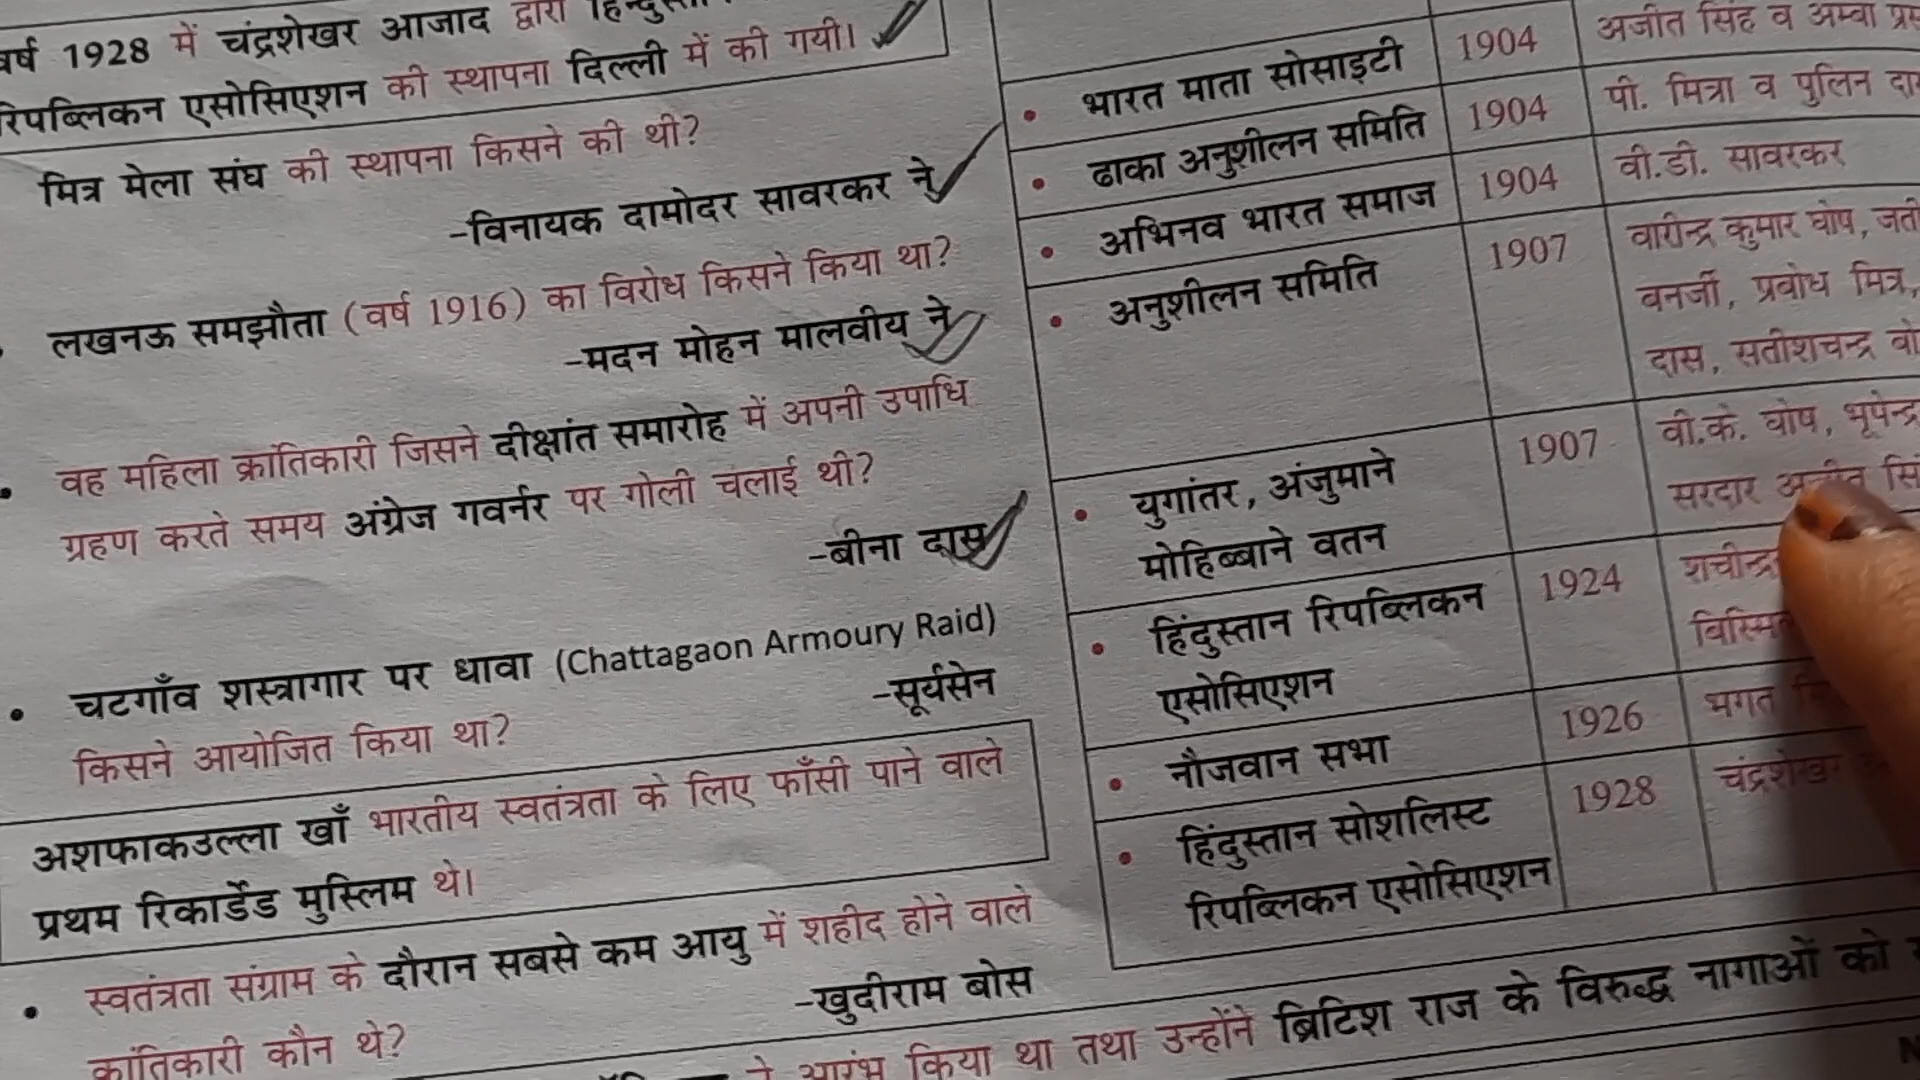 वर्ष 1928 में चंद्रशेखर आजाद द्वारा
रिपब्लिकन एसोसिएशन की स्थापना दिल्ली में की गयी।
मित्र मेला संघ की स्थापना किसने की थी?
-विनायक दामोदर सावरकर ने
लखनऊ समझौता (वर्ष 1916) का विरोध किसने किया था?
-मदन मोहन मालवीय ने
• वह महिला क्रांतिकारी जिसने दीक्षांत समारोह में अपनी उपाधि
ग्रहण करते समय अंग्रेज गवर्नर पर गोली चलाई थी?
-बीना दास
• चटगाँव शस्त्रागार पर धावा (Chattagaon Armoury Raid)
किसने आयोजित किया था?
-सूर्यसेन
अशफाकउल्ला खाँ भारतीय स्वतंत्रता के लिए फाँसी पाने वाले
प्रथम रिकार्डेड मुस्लिम थे।
• स्वतंत्रता संग्राम के दौरान सबसे कम आयु में शहीद होने वाले
क्रांतिकारी कौन थे?
-खुदीराम बोस
• भारत माता सोसाइटी 1904 अजीत सिंह व अम्बा
• ढाका अनुशीलन समिति 1904 पी. मित्रा व पुलिन
• अभिनव भारत समाज 1904 वी.डी. सावरकर
• अनुशीलन समिति 1907 वारीन्द्र कुमार घोष,
बनर्जी, प्रबोध मित्र,
दास, सतीशचन्द्र
• युगांतर, अंजुमाने 1907 वी.के. घोष, भूपेन्द्र
मोहिब्बाने वतन सरदार
• हिंदुस्तान रिपब्लिकन 1924
एसोसिएशन
• नौजवान सभा 1926 भगत
• हिंदुस्तान सोशलिस्ट 1928
रिपब्लिकन एसोसिएशन
आरंभ किया था तथा उन्होंने ब्रिटिश राज के विरुद्ध नागाओं को